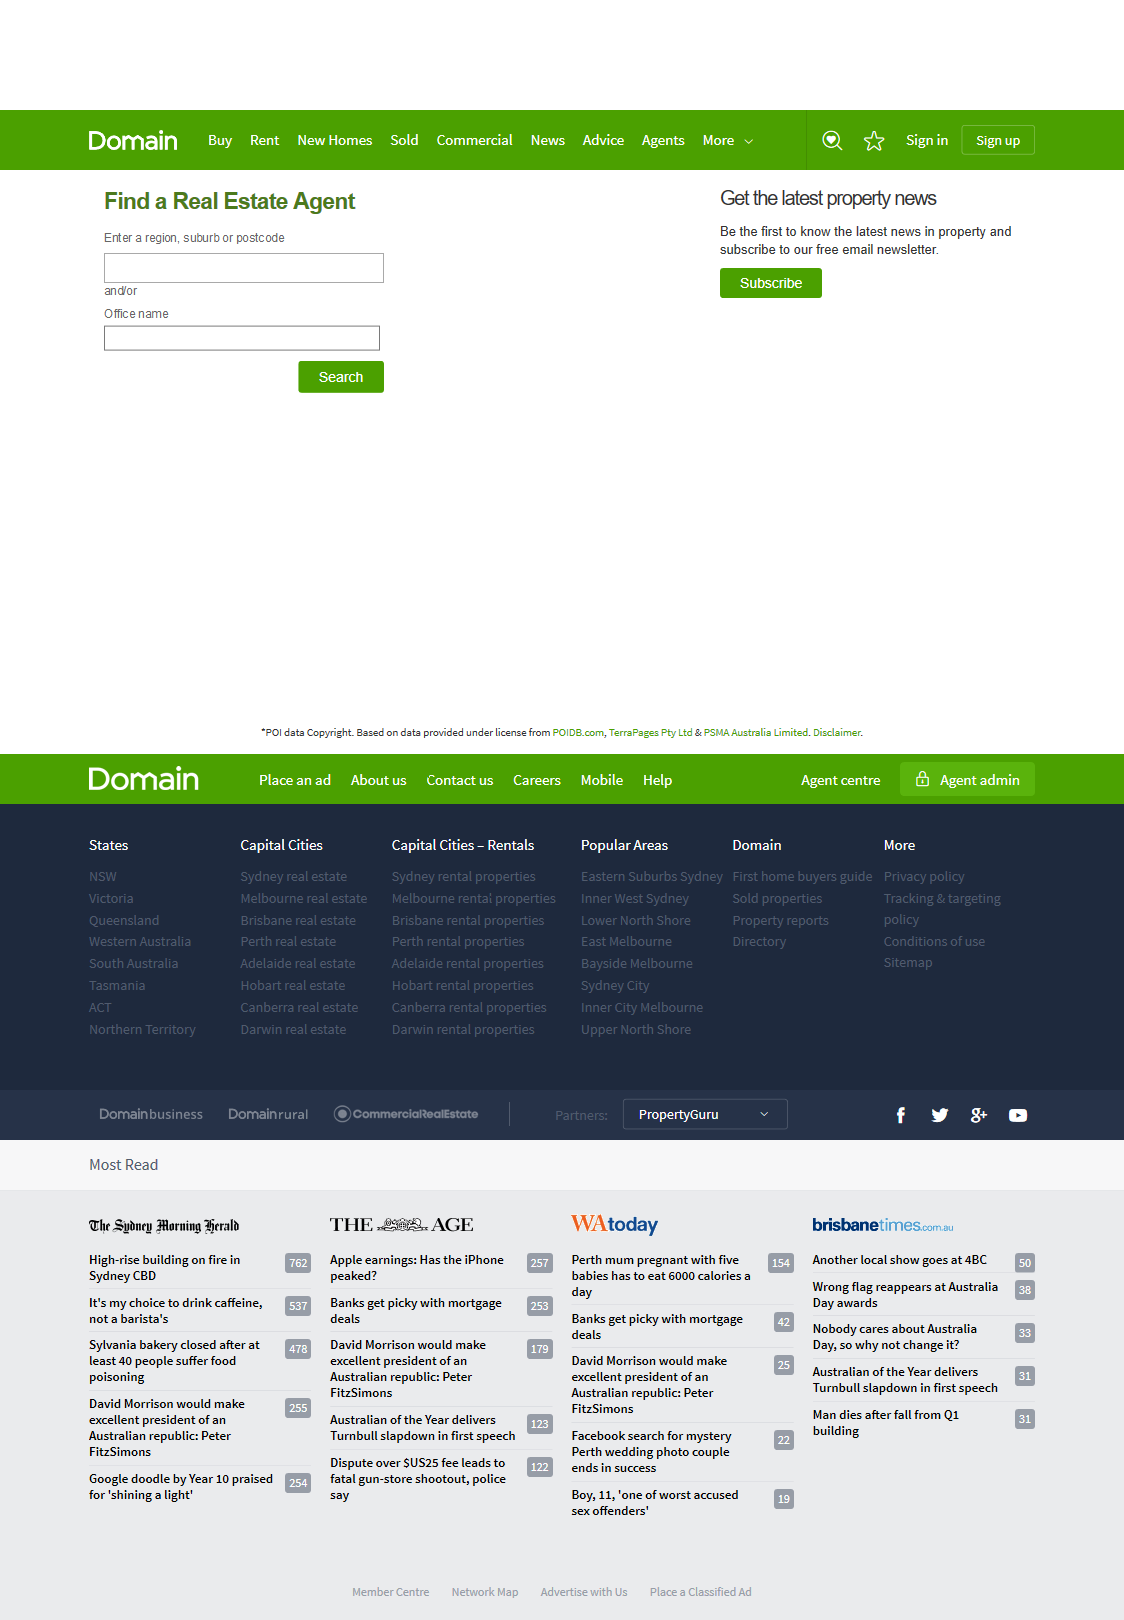 Domain Buy Rent New Homes Sold Commercial News Advice Agents More Sign in Sign up
Find a Real Estate Agent
Enter a region, suburb or postcode
and/or
Office name
Search
Get the latest property news
Be the first to know the latest news in property and
subscribe to our free email newsletter.
Subscribe
*POI data Copyright. Based on data provided under license from POIDB.com, TerraPages Pty Ltd & PSMA Australia Limited. Disclaimer.
Domain Place an ad About us Contact us Careers Mobile Help Agent centre Agent admin
States
NSW
Victoria
Queensland
Western Australia
South Australia
Tasmania
ACT
Northern Territory
Capital Cities
Sydney real estate
Melbourne real estate
Brisbane real estate
Perth real estate
Adelaide real estate
Hobart real estate
Canberra real estate
Darwin real estate
Capital Cities – Rentals
Sydney rental properties
Melbourne rental properties
Brisbane rental properties
Perth rental properties
Adelaide rental properties
Hobart rental properties
Canberra rental properties
Darwin rental properties
Popular Areas
Eastern Suburbs Sydney
Inner West Sydney
Lower North Shore
East Melbourne
Bayside Melbourne
Sydney City
Inner City Melbourne
Upper North Shore
Domain
First home buyers guide
Sold properties
Property reports
Directory
More
Privacy policy
Tracking & targeting
policy
Conditions of use
Sitemap
Domainbusiness Domainrural CommercialRealEstate Partners: PropertyGuru
Most Read
The Sydney Morning Herald
High-rise building on fire in 762
Sydney CBD
It's my choice to drink caffeine, 537
not a barista's
Sylvania bakery closed after at 478
least 40 people suffer food
poisoning
David Morrison would make 255
excellent president of an
Australian republic: Peter
FitzSimons
Google doodle by Year 10 praised 254
for 'shining a light'
THE AGE
Apple earnings: Has the iPhone 257
peaked?
Banks get picky with mortgage 253
deals
David Morrison would make 179
excellent president of an
Australian republic: Peter
FitzSimons
Australian of the Year delivers 123
Turnbull slapdown in first speech
Dispute over $US25 fee leads to 122
fatal gun-store shootout, police
say
WAtoday
Perth mum pregnant with five 154
babies has to eat 6000 calories a
day
Banks get picky with mortgage 42
deals
David Morrison would make 25
excellent president of an
Australian republic: Peter
FitzSimons
Facebook search for mystery 22
Perth wedding photo couple
ends in success
Boy, 11, 'one of worst accused 19
sex offenders'
brisbanetimes.com.au
Another local show goes at 4BC 50
Wrong flag reappears at Australia 38
Day awards
Nobody cares about Australia 33
Day, so why not change it?
Australian of the Year delivers 31
Turnbull slapdown in first speech
Man dies after fall from Q1 31
building
Member Centre Network Map Advertise with Us Place a Classified Ad